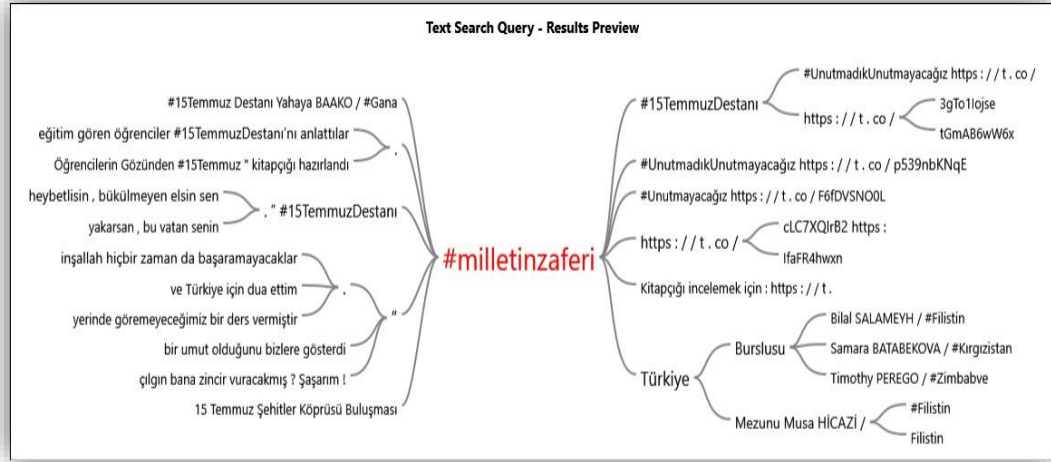 Text Search Query - Results Preview
#15Temmuz Destanı Yahaya BAAKO / #Gana
eğitim gören öğrenciler #15TemmuzDestanı'nı anlattılar
Öğrencilerin Gözünden #15Temmuz " kitapçığı hazırlandı
.
heybetlisin , bükülmeyen elsin sen
yakarsan , bu vatan senin
. " #15TemmuzDestanı
inşallah hiçbir zaman da başaramayacaklar
ve Türkiye için dua ettim
yerinde göremeyeceğimiz bir ders vermiştir
.
bir umut olduğunu bizlere gösterdi
çılgın bana zincir vuracakmış ? Şaşarım !
"
15 Temmuz Şehitler Köprüsü Buluşması
#milletinzaferi
#15TemmuzDestanı
#UnutmadıkUnutmayacağız https : / / t . co /
https : / / t . co /
3gTo1Iojse
tGmAB6wW6x
#UnutmadıkUnutmayacağız https : / / t . co / p539nbKNqE
#Unutmayacağız https : / / t . co / F6fDVSNO0L
https : / / t . co /
cLC7XQIrB2 https :
IfaFR4hwxn
Kitapçığı incelemek için : https : / / t .
Türkiye
Burslusu
Bilal SALAMEYH / #Filistin
Samara BATABEKOVA / #Kırgızistan
Timothy PEREGO / #Zimbabve
Mezunu Musa HİCAZİ /
#Filistin
Filistin